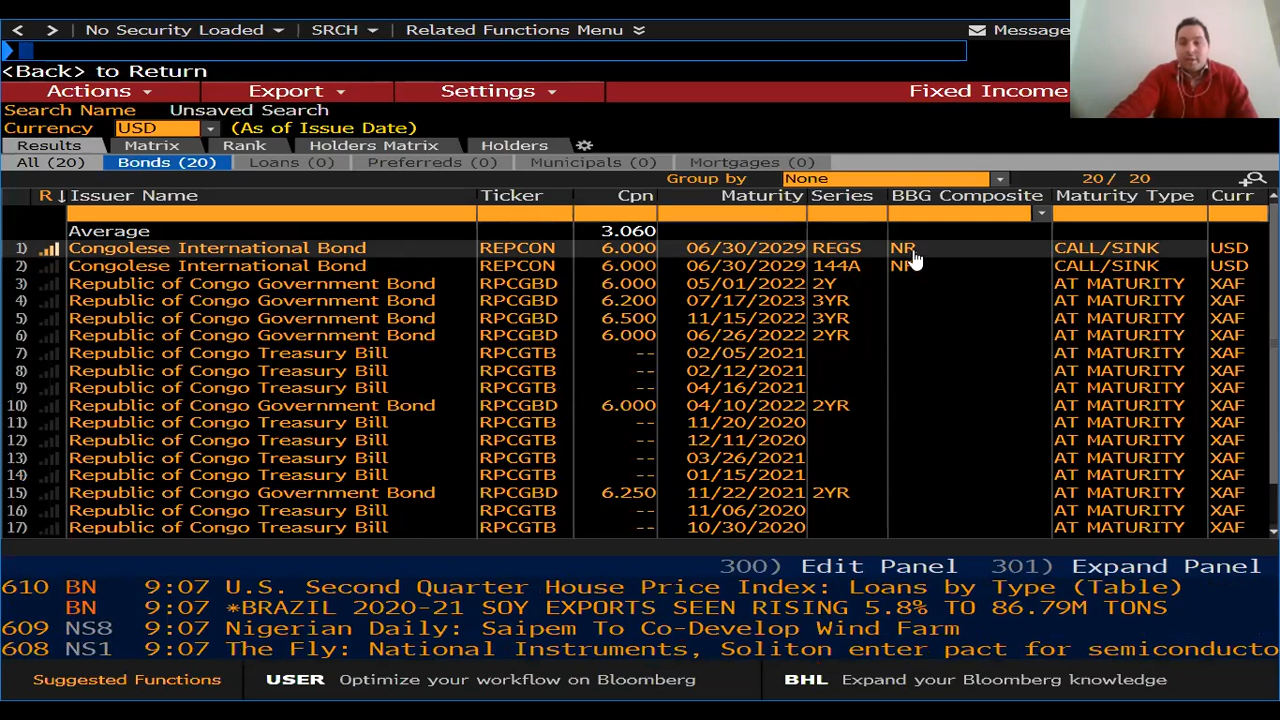 No Security Loaded SRCH Related Functions Menu Message
<Back> to Return
Actions Export Settings Fixed Income
Search Name Unsaved Search
Currency USD (As of Issue Date)
Results Matrix Rank Holders Matrix Holders
All (20) Bonds (20) Loans (0) Preferreds (0) Municipals (0) Mortgages (0)
Group by None 20/ 20
R Issuer Name Ticker Cpn Maturity Series BBG Composite Maturity Type Curr
Average 3.060
1) Congolese International Bond REPCON 6.000 06/30/2029 REGS NR CALL/SINK USD
2) Congolese International Bond REPCON 6.000 06/30/2029 144A CALL/SINK USD
3) Republic of Congo Government Bond RPCGBD 6.000 05/01/2022 2Y AT MATURITY XAF
4) Republic of Congo Government Bond RPCGBD 6.200 07/17/2023 3YR AT MATURITY XAF
5) Republic of Congo Government Bond RPCGBD 6.500 11/15/2022 3YR AT MATURITY XAF
6) Republic of Congo Government Bond RPCGBD 6.000 06/26/2022 2YR AT MATURITY XAF
7) Republic of Congo Treasury Bill RPCGTB -- 02/05/2021 AT MATURITY XAF
8) Republic of Congo Treasury Bill RPCGTB -- 02/12/2021 AT MATURITY XAF
9) Republic of Congo Treasury Bill RPCGTB -- 04/16/2021 AT MATURITY XAF
10) Republic of Congo Government Bond RPCGBD 6.000 04/10/2022 2YR AT MATURITY XAF
11) Republic of Congo Treasury Bill RPCGTB -- 11/20/2020 AT MATURITY XAF
12) Republic of Congo Treasury Bill RPCGTB -- 12/11/2020 AT MATURITY XAF
13) Republic of Congo Treasury Bill RPCGTB -- 03/26/2021 AT MATURITY XAF
14) Republic of Congo Treasury Bill RPCGTB -- 01/15/2021 AT MATURITY XAF
15) Republic of Congo Government Bond RPCGBD 6.250 11/22/2021 2YR AT MATURITY XAF
16) Republic of Congo Treasury Bill RPCGTB -- 11/06/2020 AT MATURITY XAF
17) Republic of Congo Treasury Bill RPCGTB -- 10/30/2020 AT MATURITY XAF
300) Edit Panel 301) Expand Panel
610 BN 9:07 U.S. Second Quarter House Price Index: Loans by Type (Table)
BN 9:07 *BRAZIL 2020-21 SOY EXPORTS SEEN RISING 5.8% TO 86.79M TONS
609 NS8 9:07 Nigerian Daily: Saipem To Co-Develop Wind Farm
608 NS1 9:07 The Fly: National Instruments, Soliton enter pact for semiconducto
Suggested Functions USER Optimize your workflow on Bloomberg BHL Expand your Bloomberg knowledge